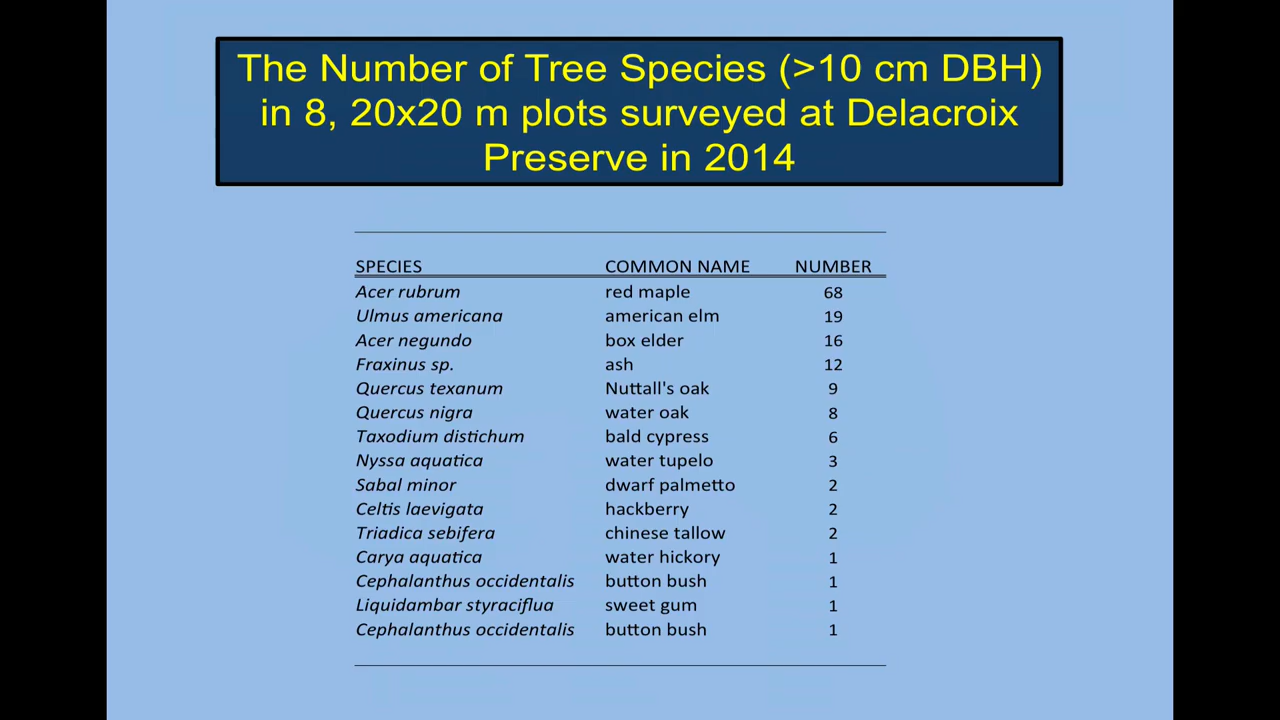 The Number of Tree Species (>10 cm DBH)
in 8, 20x20 m plots surveyed at Delacroix
Preserve in 2014
SPECIES COMMON NAME NUMBER
Acer rubrum red maple 68
Ulmus americana american elm 19
Acer negundo box elder 16
Fraxinus sp. ash 12
Quercus texanum Nuttall's oak 9
Quercus nigra water oak 8
Taxodium distichum bald cypress 6
Nyssa aquatica water tupelo 3
Sabal minor dwarf palmetto 2
Celtis laevigata hackberry 2
Triadica sebifera chinese tallow 2
Carya aquatica water hickory 1
Cephalanthus occidentalis button bush 1
Liquidambar styraciflua sweet gum 1
Cephalanthus occidentalis button bush 1